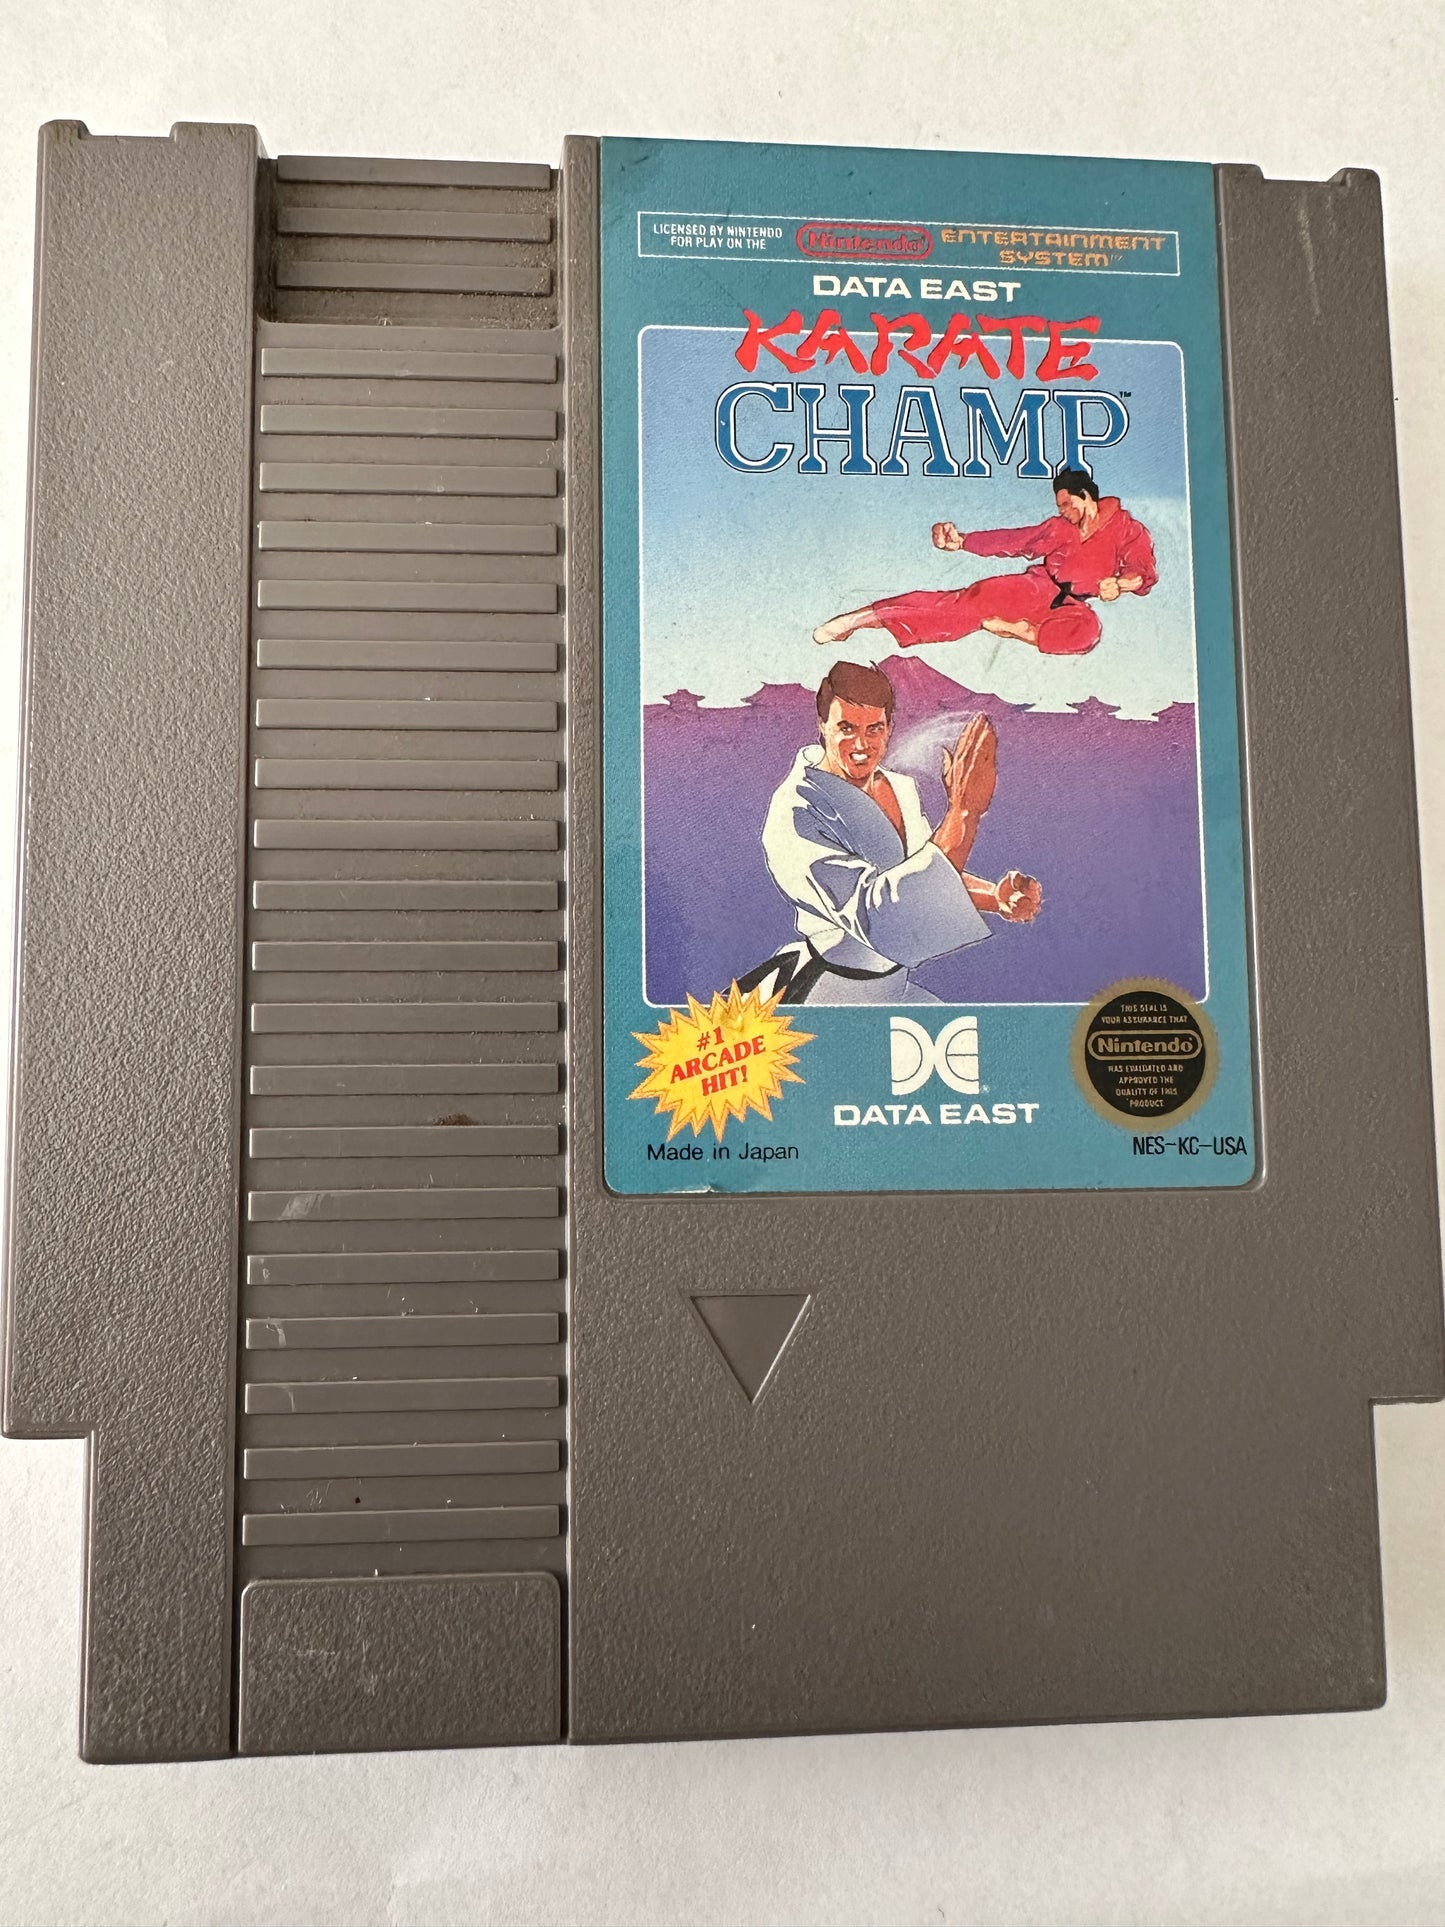 LICENSED BY NINTENDO
FOR PLAY ON THE
Nintendo®
ENTERTAINMENT
SYSTEM™
DATA EAST
KARATE
CHAMP™
#1
ARCADE
HIT!
DATA EAST
THIS SEAL IS
YOUR ASSURANCE THAT
Nintendo®
HAS EVALUATED AND
APPROVED THE
QUALITY OF THIS
PRODUCT.
Made in Japan
NES-KC-USA